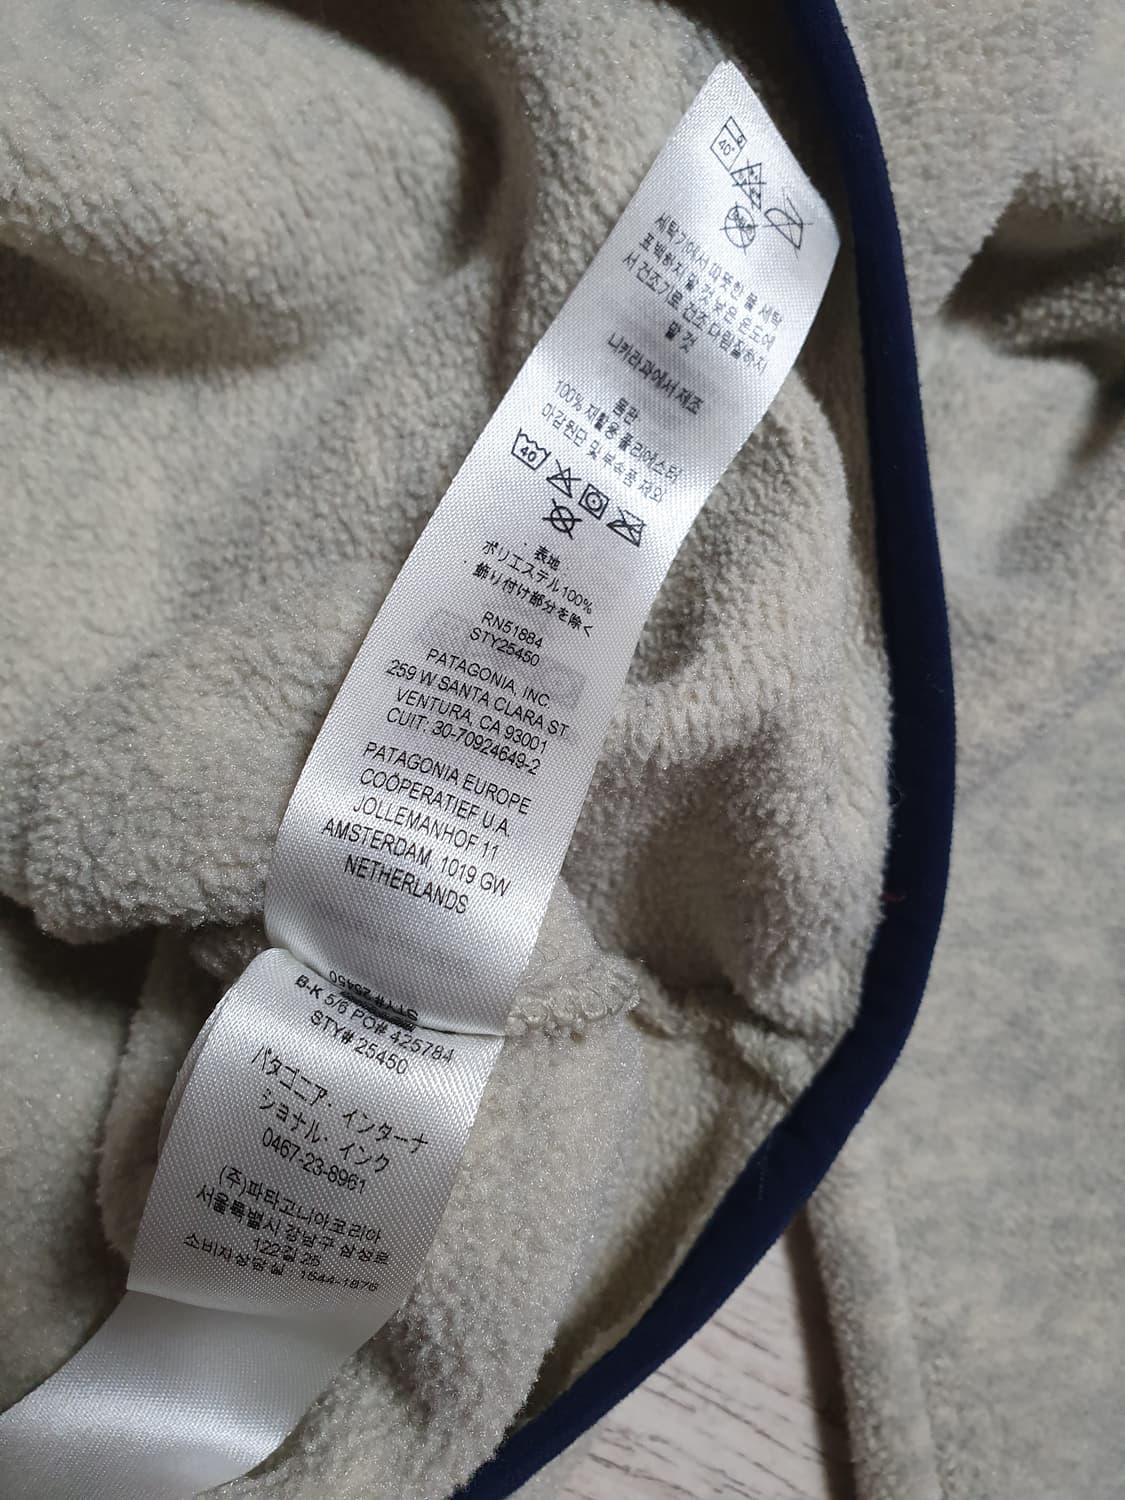 40°
세탁기에서 따뜻한 물 세탁
표백하지 말 것 낮은 온도에
서 건조기로 건조 다림질하지
말 것
니카라과에서 제조
몸판
100% 재활용 폴리에스터
마감원단 및 부속품 제외
40
・表地
ポリエステル100%
・飾り付け部分を除く
RN51884
STY25450
PATAGONIA, INC.
259 W SANTA CLARA ST
VENTURA, CA 93001
CUIT: 30-70924649-2
PATAGONIA EUROPE
COÖPERATIEF U.A.
JOLLEMANHOF 11
AMSTERDAM, 1019 GW
NETHERLANDS
STY# 25450
B-K 5/6 PO# 425784
STY# 25450
パタゴニア・インターナ
ショナル・インク
0467-23-8961
(주)파타고니아코리아
서울특별시 강남구 삼성로
122길 25
소비자상담실 1544-1876